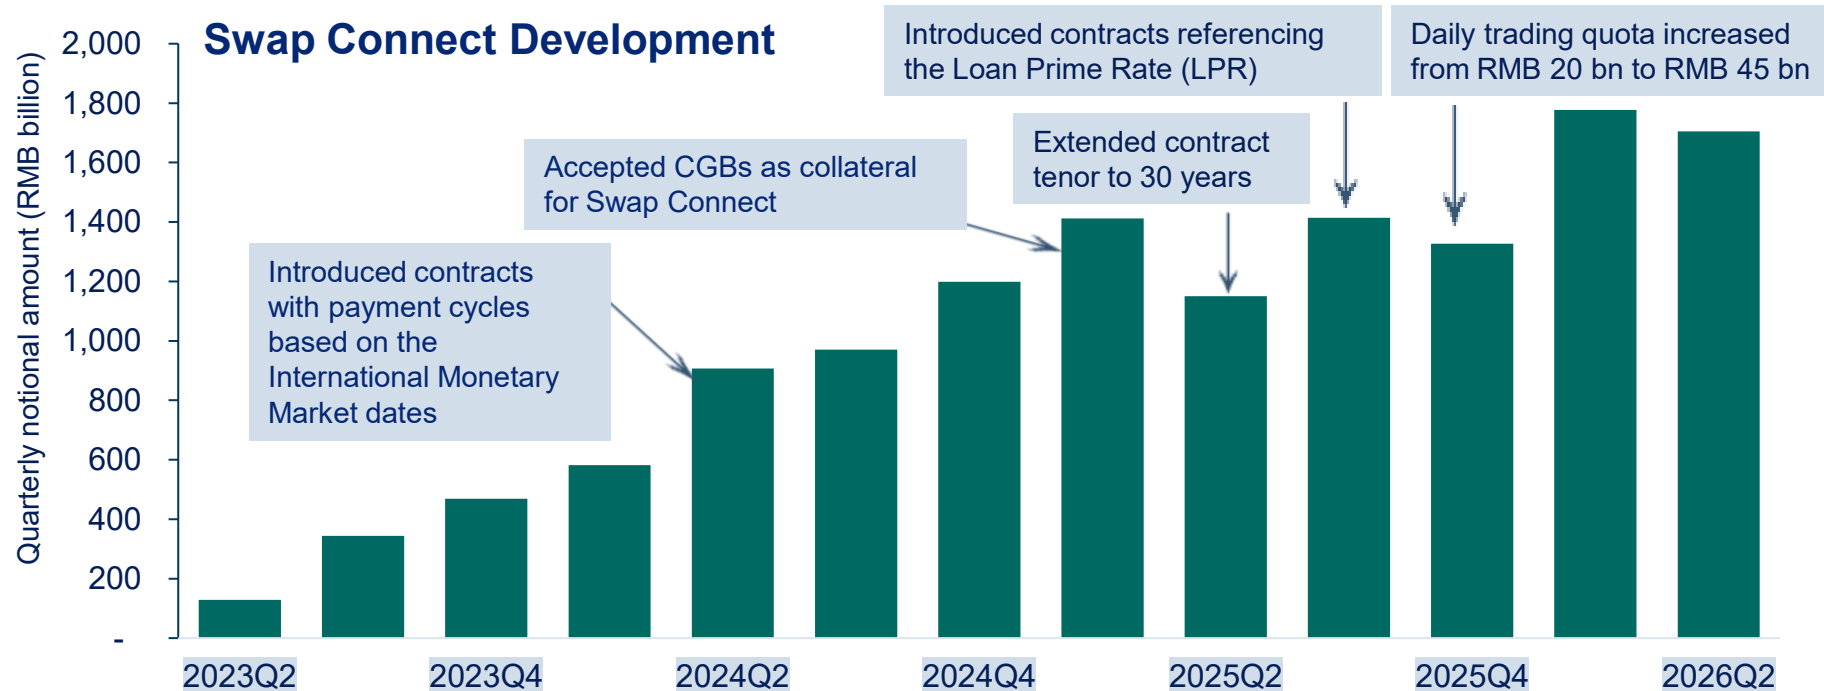 Swap Connect Development
Quarterly notional amount (RMB billion)
2,000
1,800
1,600
1,400
1,200
1,000
800
600
400
200
-
Introduced contracts
with payment cycles
based on the
International Monetary
Market dates
Accepted CGBs as collateral
for Swap Connect
Introduced contracts referencing
the Loan Prime Rate (LPR)
Extended contract
tenor to 30 years
Daily trading quota increased
from RMB 20 bn to RMB 45 bn
2023Q2
2023Q4
2024Q2
2024Q4
2025Q2
2025Q4
2026Q2